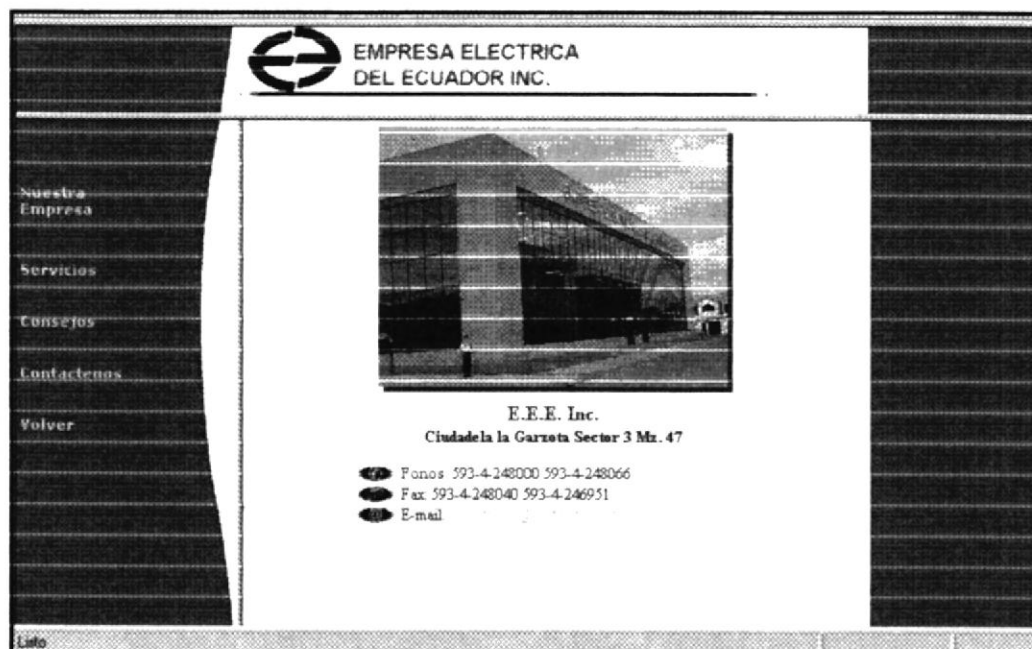 EMPRESA ELECTRICA
DEL ECUADOR INC.
Nuestra
Empresa
Servicios
Consejos
Contactenos
Volver
E.E.E. Inc.
Ciudadela la Garzota Sector 3 Mz. 47
Fonos 593-4-248000 593-4-248066
Fax 593-4-248040 593-4-246951
E-mail
Listo